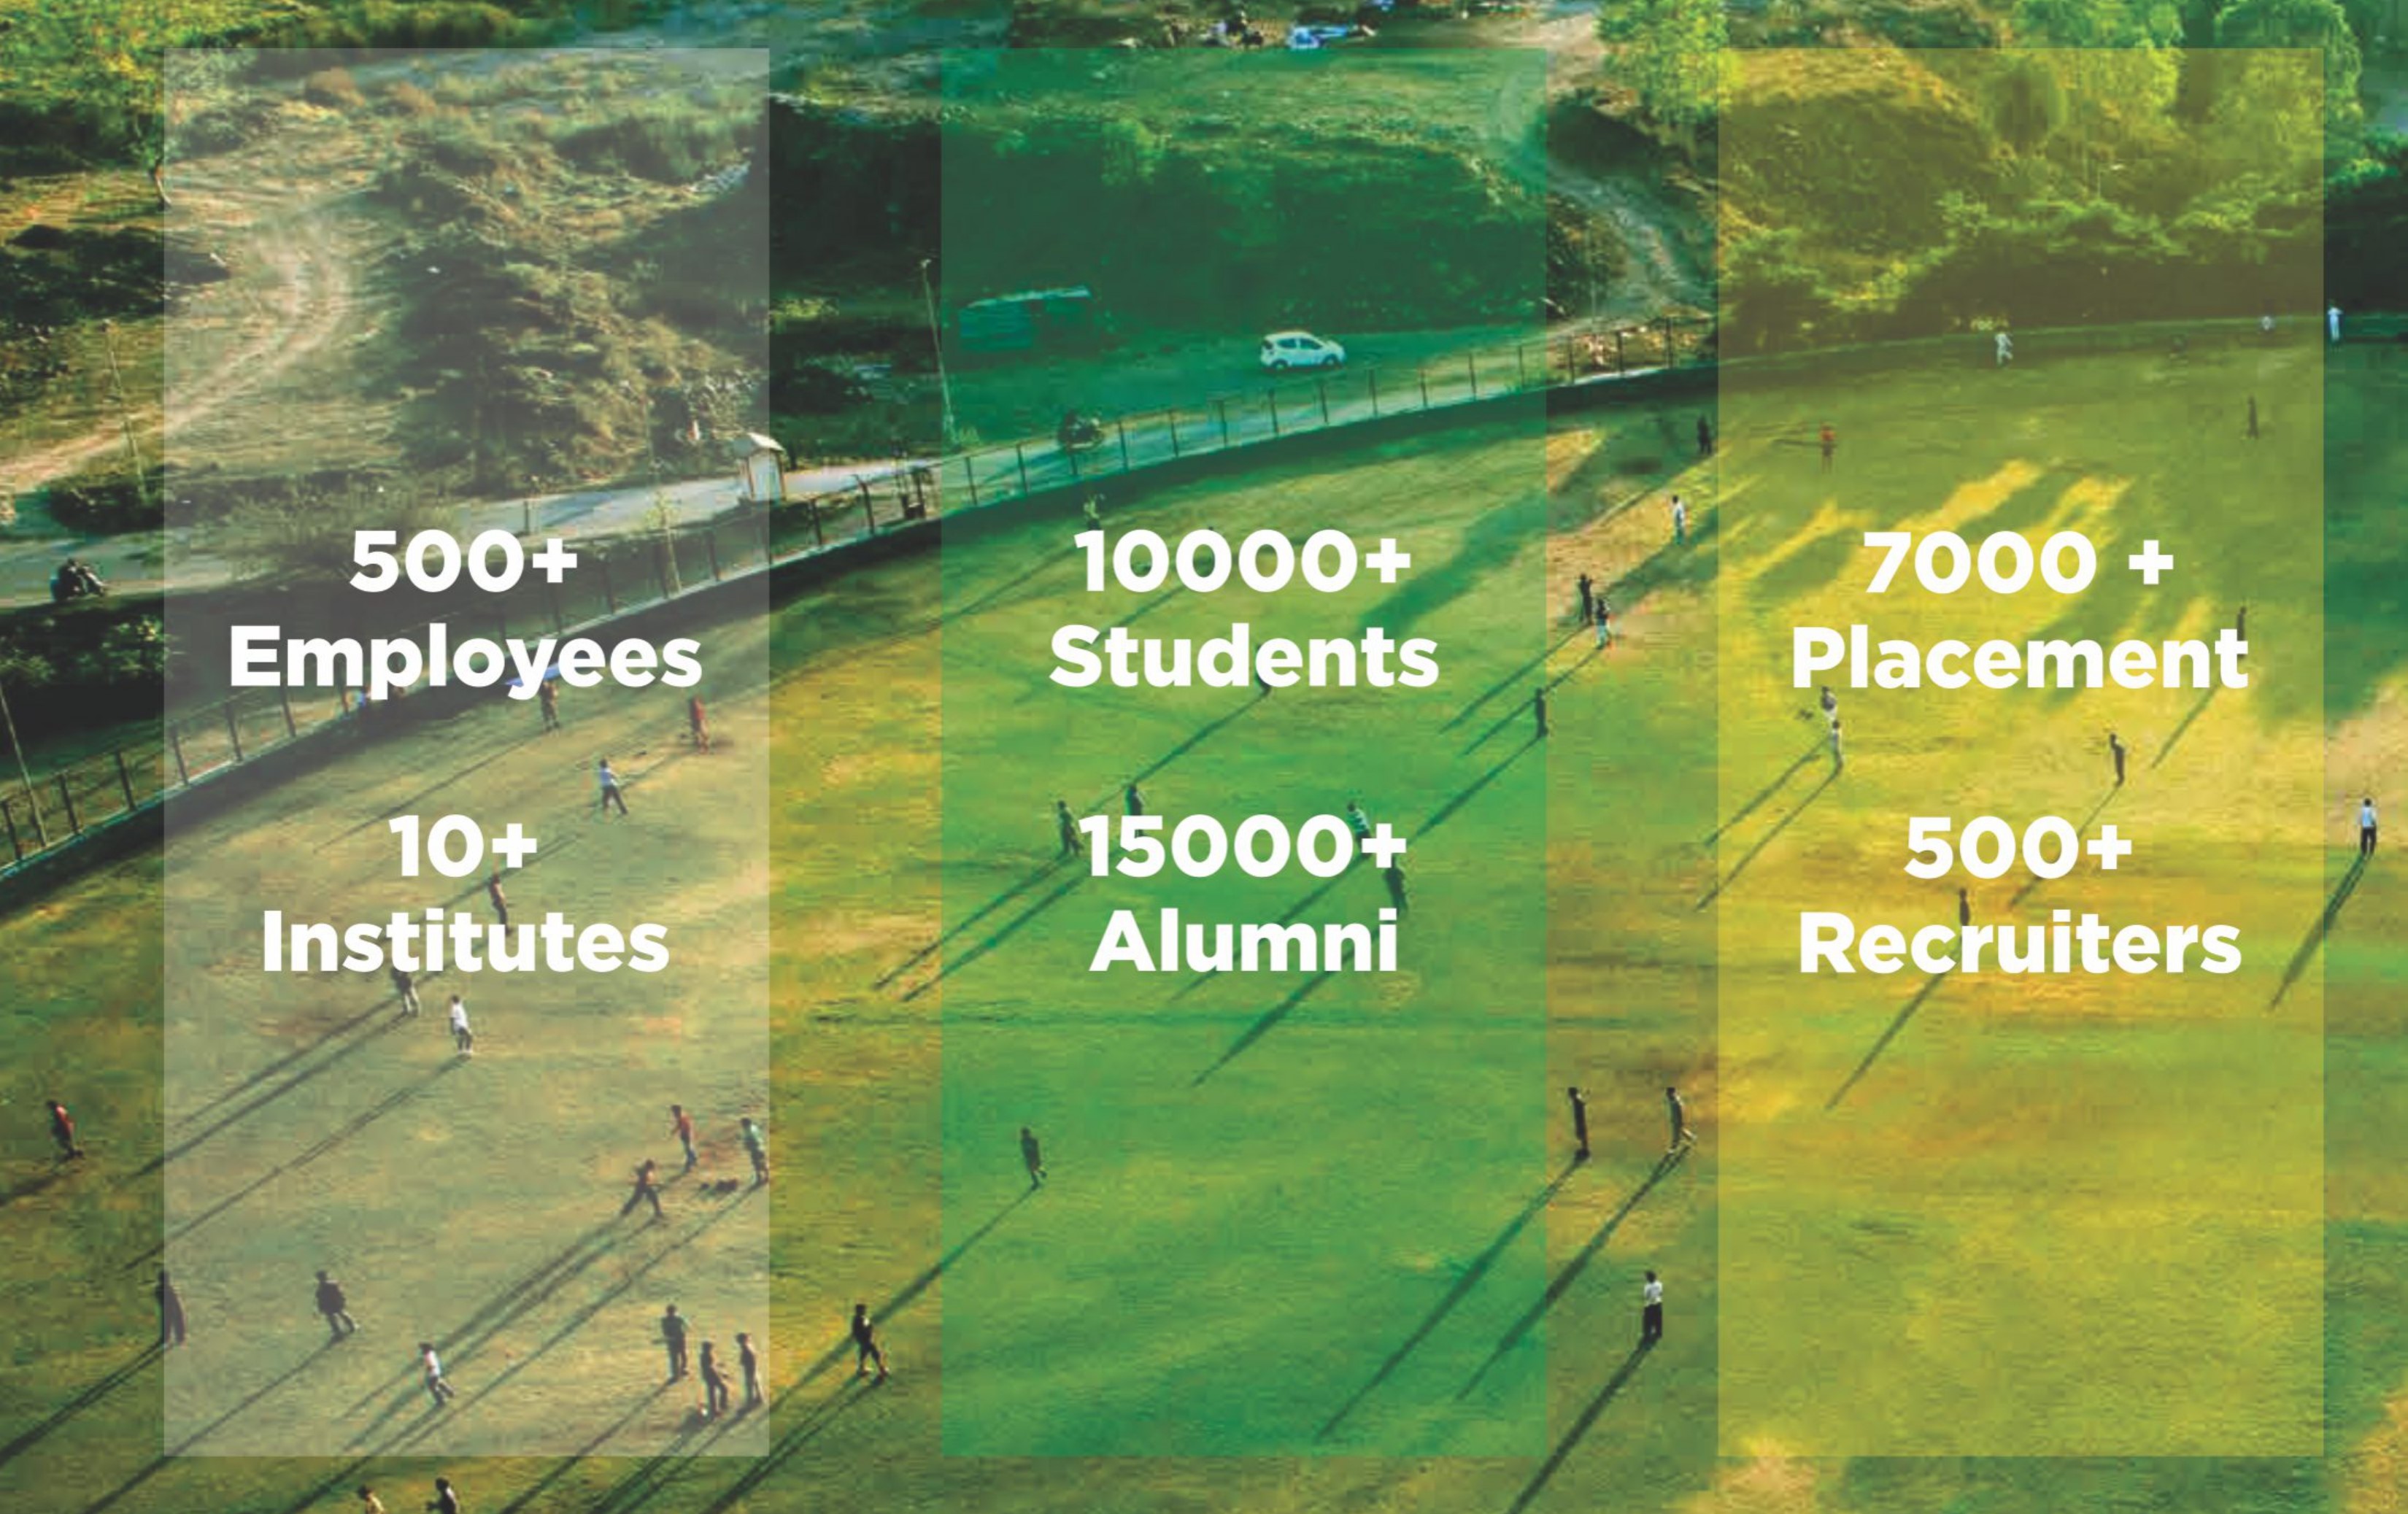 500+
Employees
10+
Institutes
10000+
Students
15000+
Alumni
7000 +
Placement
500+
Recruiters